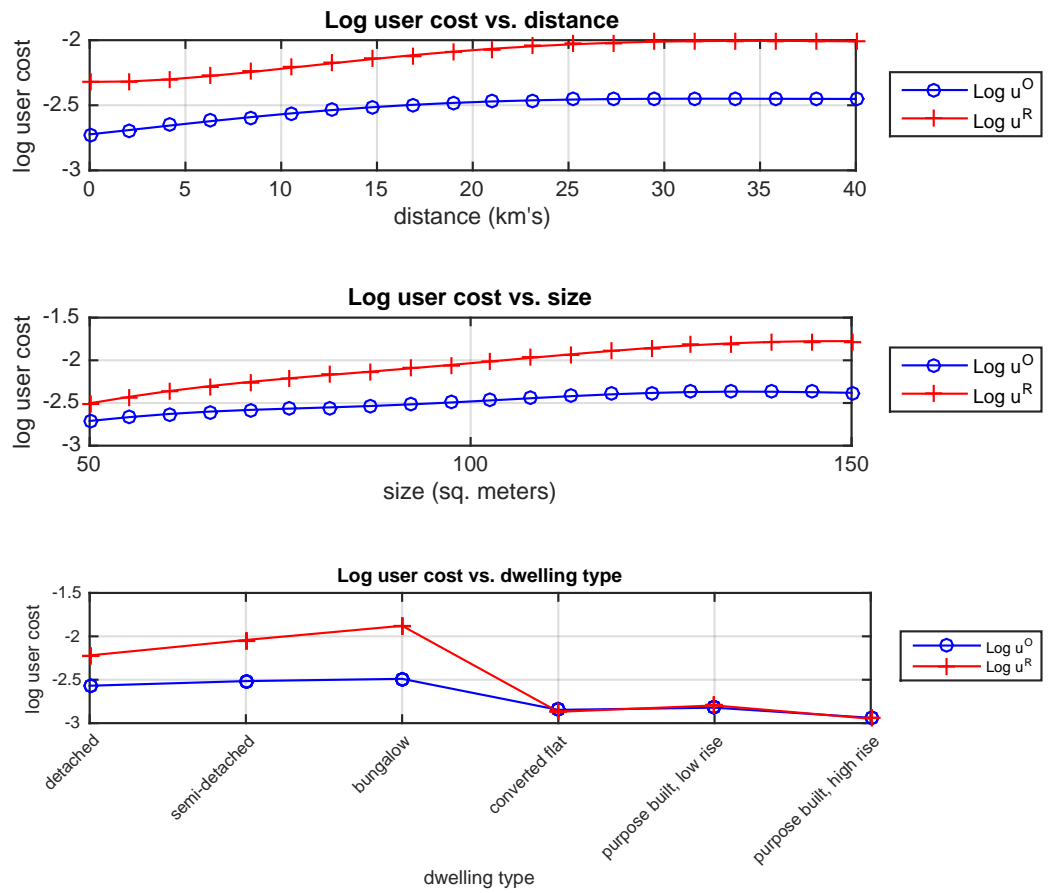 Log user cost vs. distance
log user cost
-2
-2.5
-3
0 5 10 15 20 25 30 35 40
distance (km's)
Log u^O
Log u^R
Log user cost vs. size
log user cost
-1.5
-2
-2.5
-3
50 100 150
size (sq. meters)
Log u^O
Log u^R
Log user cost vs. dwelling type
log user cost
-1.5
-2
-2.5
-3
detached
semi-detached
bungalow
converted flat
purpose built, low rise
purpose built, high rise
dwelling type
Log u^O
Log u^R